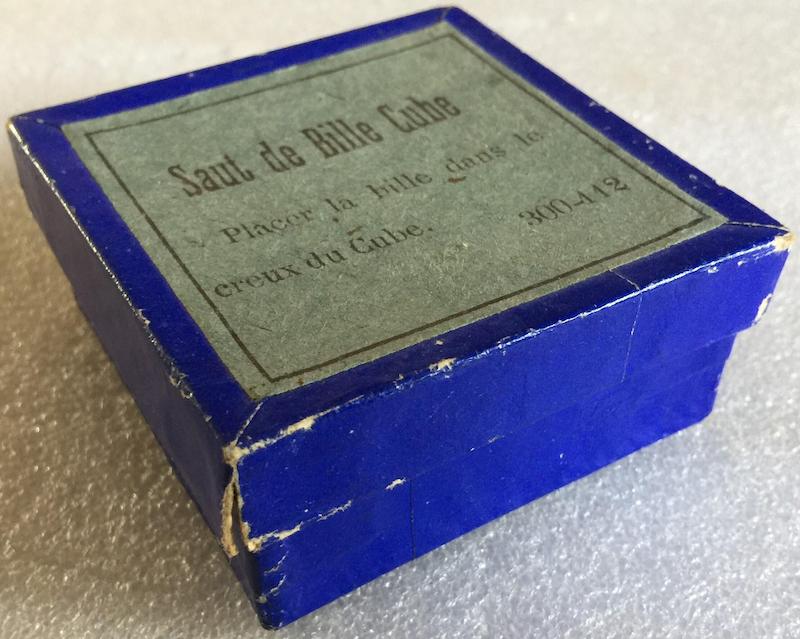 Saut de Bille Cube
Placer la bille dans le
creux du Cube. 300-412